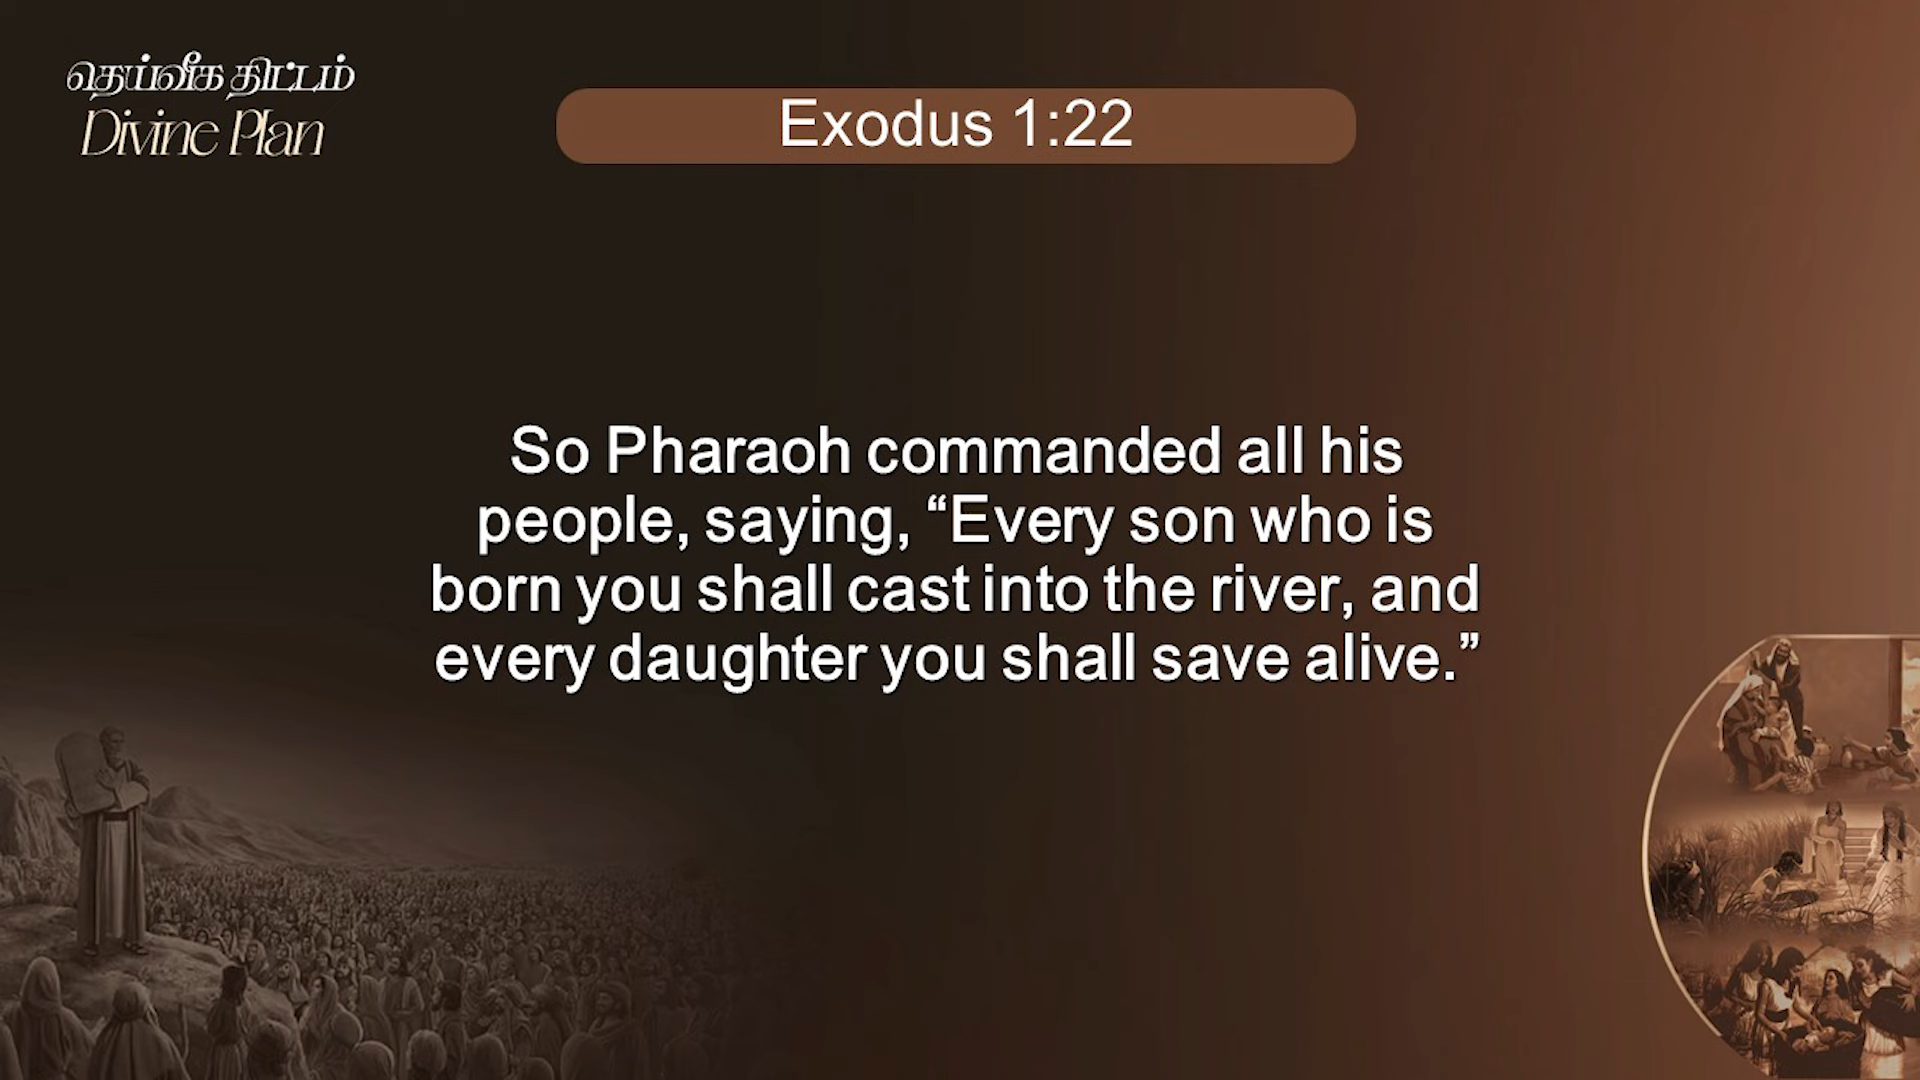 தெய்வீக திட்டம்
Divine Plan
Exodus 1:22
So Pharaoh commanded all his
people, saying, “Every son who is
born you shall cast into the river, and
every daughter you shall save alive.”